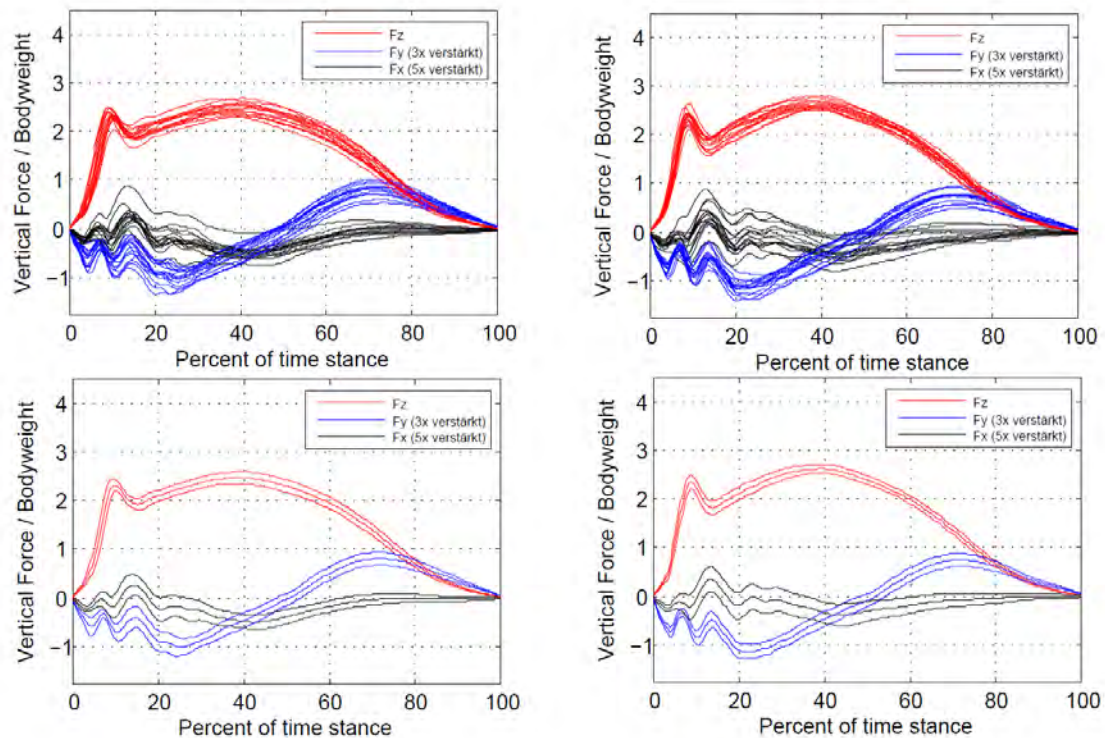 Vertical Force / Bodyweight
4
3
2
1
0
−1
Fz
Fy (3x verstärkt)
Fx (5x verstärkt)
0 20 40 60 80 100
Percent of time stance
Vertical Force / Bodyweight
4
3
2
1
0
−1
Fz
Fy (3x verstärkt)
Fx (5x verstärkt)
0 20 40 60 80 100
Percent of time stance
Vertical Force / Bodyweight
4
3
2
1
0
−1
Fz
Fy (3x verstärkt)
Fx (5x verstärkt)
0 20 40 60 80 100
Percent of time stance
Vertical Force / Bodyweight
4
3
2
1
0
−1
Fz
Fy (3x verstärkt)
Fx (5x verstärkt)
0 20 40 60 80 100
Percent of time stance